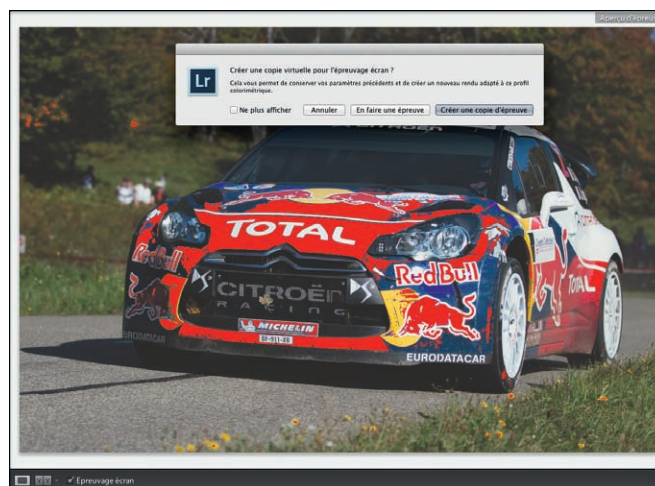 Aperçu d'épreu
Créer une copie virtuelle pour l'épreuvage écran ?
Cela vous permet de conserver vos paramètres précédents et de créer un nouveau rendu adapté à ce profil
colorimétrique.
Ne plus afficher
Annuler
En faire une épreuve
Créer une copie d'épreuve
Lr
TOTAL
Red Bull
Red Bull
CITROËN
RACING
MICHELIN
EURODATACAR
EURODATACAR
TOTAL
Epreuvage écran